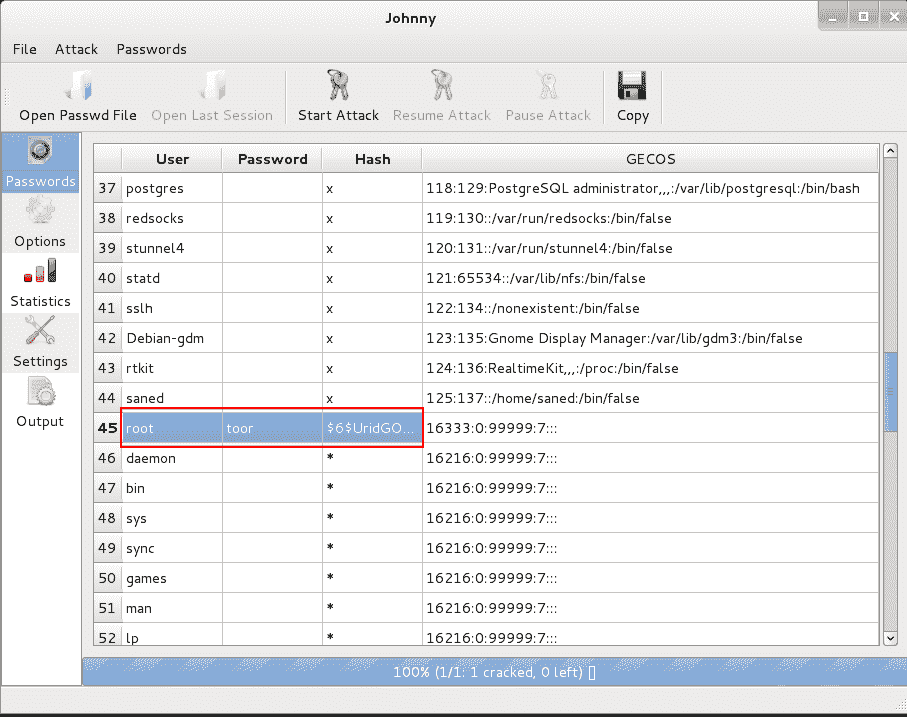 Johnny
File Attack Passwords
Open Passwd File Open Last Session Start Attack Resume Attack Pause Attack Copy
Passwords
Options
Statistics
Settings
Output
User Password Hash GECOS
37 postgres x 118:129:PostgreSQL administrator,,,:/var/lib/postgresql:/bin/bash
38 redsocks x 119:130::/var/run/redsocks:/bin/false
39 stunnel4 x 120:131::/var/run/stunnel4:/bin/false
40 statd x 121:65534::/var/lib/nfs:/bin/false
41 sslh x 122:134::/nonexistent:/bin/false
42 Debian-gdm x 123:135:Gnome Display Manager:/var/lib/gdm3:/bin/false
43 rtkit x 124:136:RealtimeKit,,,:/proc:/bin/false
44 saned x 125:137::/home/saned:/bin/false
45 root toor $6$UridGO... 16333:0:99999:7:::
46 daemon * 16216:0:99999:7:::
47 bin * 16216:0:99999:7:::
48 sys * 16216:0:99999:7:::
49 sync * 16216:0:99999:7:::
50 games * 16216:0:99999:7:::
51 man * 16216:0:99999:7:::
52 lp * 16216:0:99999:7:::
100% (1/1: 1 cracked, 0 left) []